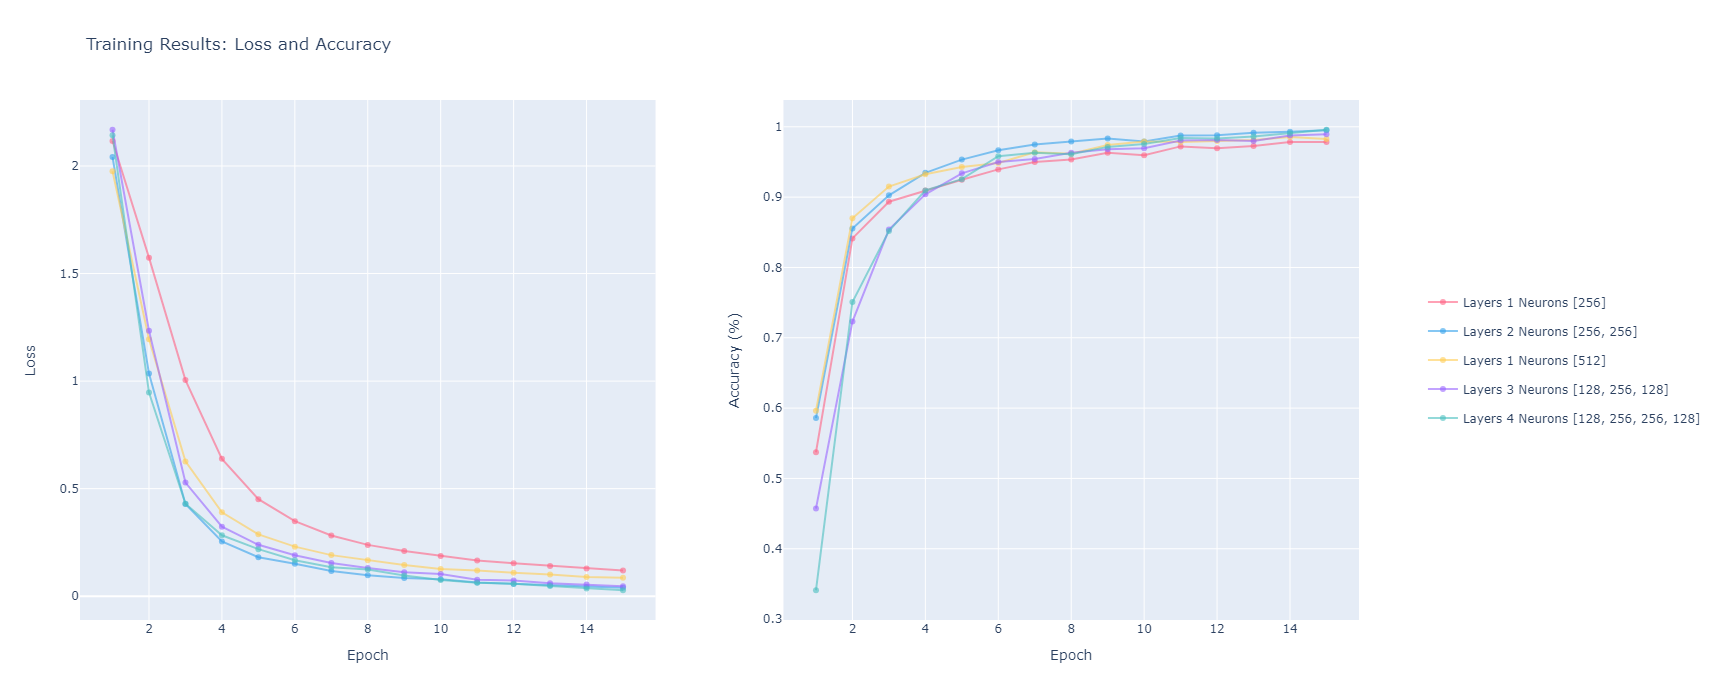 Training Results: Loss and Accuracy
2
1.5
1
0.5
0
Loss
2 4 6 8 10 12 14
Epoch
1
0.9
0.8
0.7
0.6
0.5
0.4
0.3
Accuracy (%)
2 4 6 8 10 12 14
Epoch
Layers 1 Neurons [256]
Layers 2 Neurons [256, 256]
Layers 1 Neurons [512]
Layers 3 Neurons [128, 256, 128]
Layers 4 Neurons [128, 256, 256, 128]